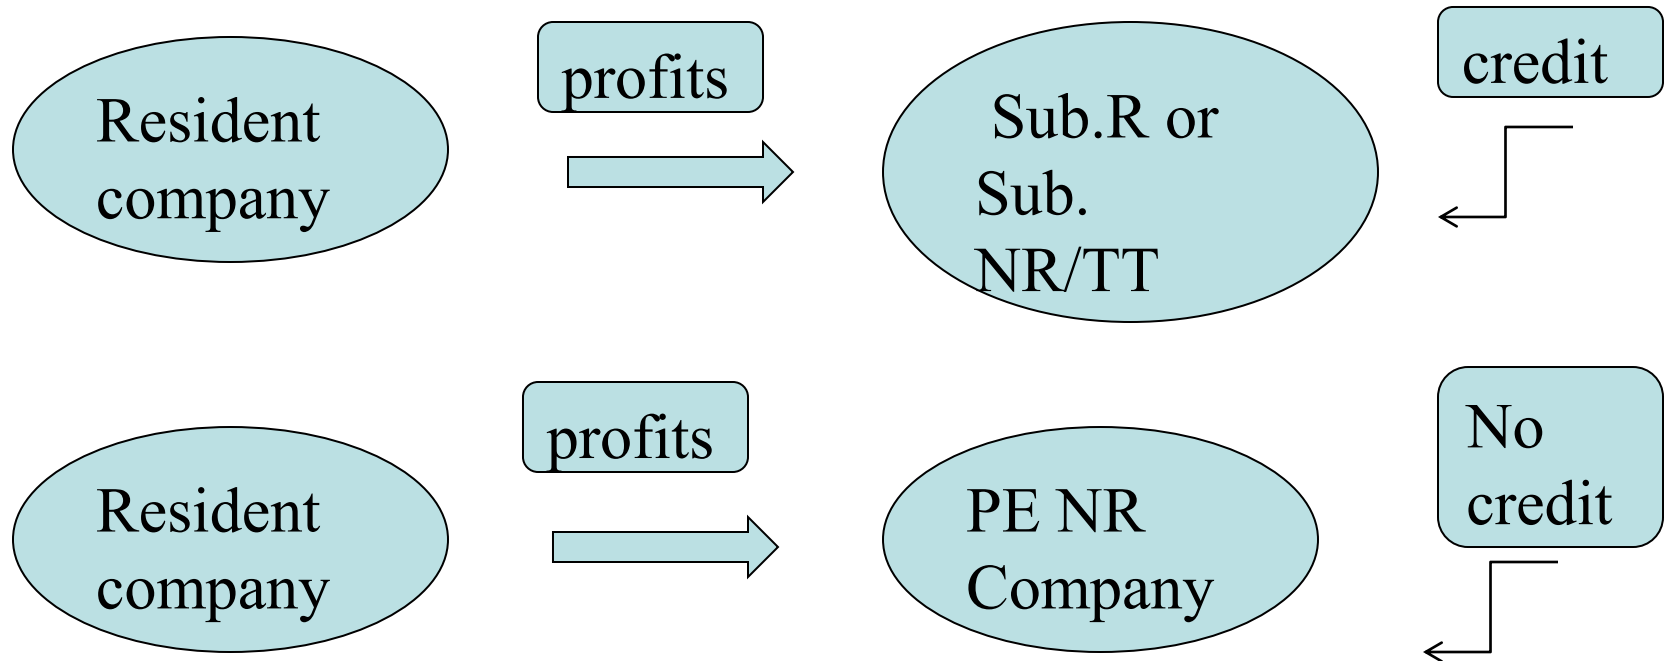 Resident
company
profits
Sub.R or
Sub.
NR/TT
credit
Resident
company
profits
PE NR
Company
No
credit